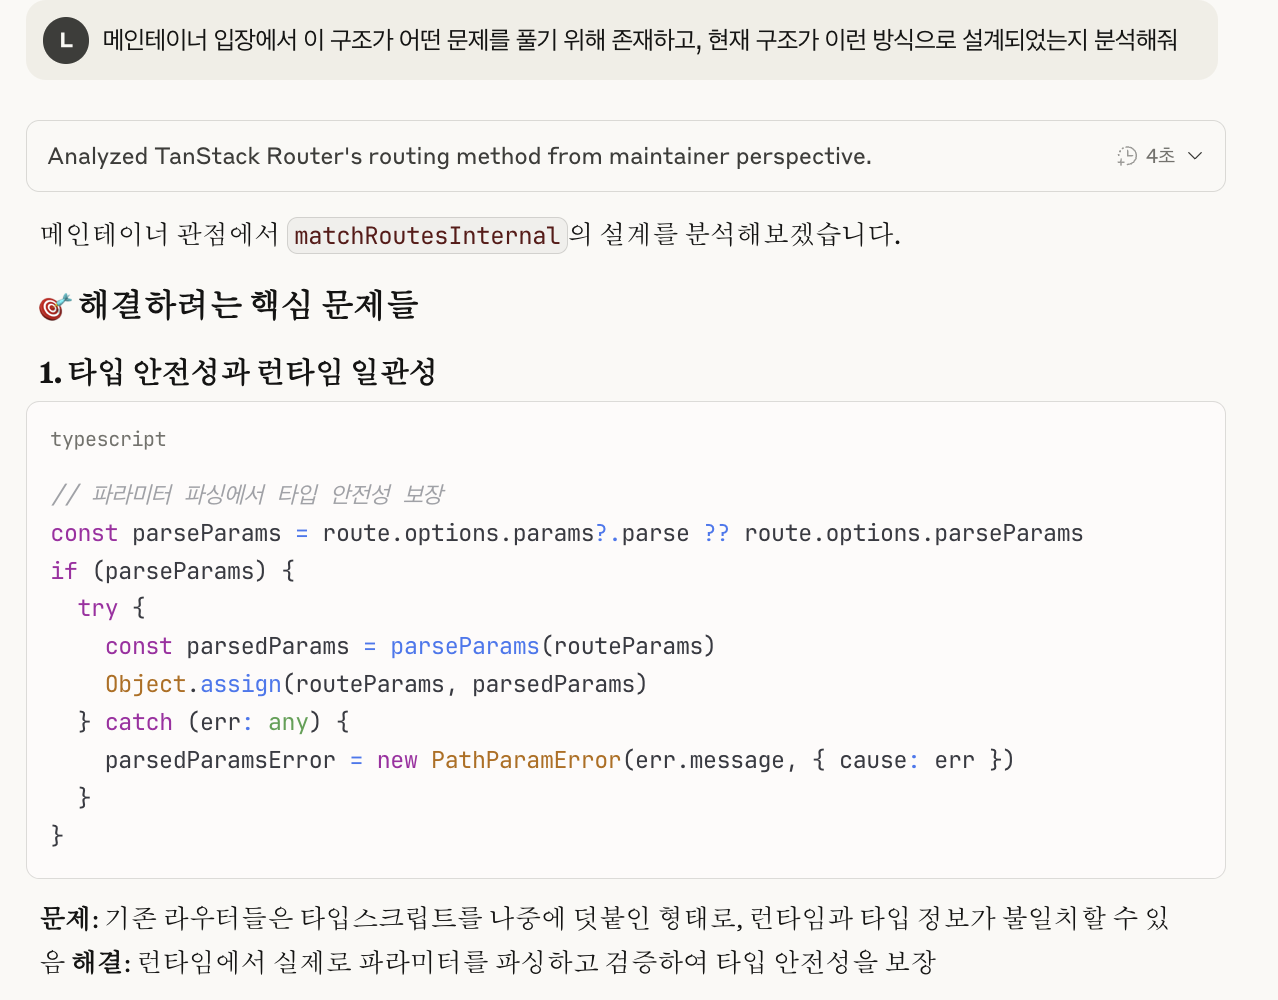 L 메인테이너 입장에서 이 구조가 어떤 문제를 풀기 위해 존재하고, 현재 구조가 이런 방식으로 설계되었는지 분석해줘
Analyzed TanStack Router's routing method from maintainer perspective. 4초
메인테이너 관점에서 matchRoutesInternal의 설계를 분석해보겠습니다.
🎯 해결하려는 핵심 문제들
1. 타입 안전성과 런타임 일관성
typescript
// 파라미터 파싱에서 타입 안전성 보장
const parseParams = route.options.params?.parse ?? route.options.parseParams
if (parseParams) {
  try {
    const parsedParams = parseParams(routeParams)
    Object.assign(routeParams, parsedParams)
  } catch (err: any) {
    parsedParamsError = new PathParamError(err.message, { cause: err })
  }
}
문제: 기존 라우터들은 타입스크립트를 나중에 덧붙인 형태로, 런타임과 타입 정보가 불일치할 수 있
음 해결: 런타임에서 실제로 파라미터를 파싱하고 검증하여 타입 안전성을 보장